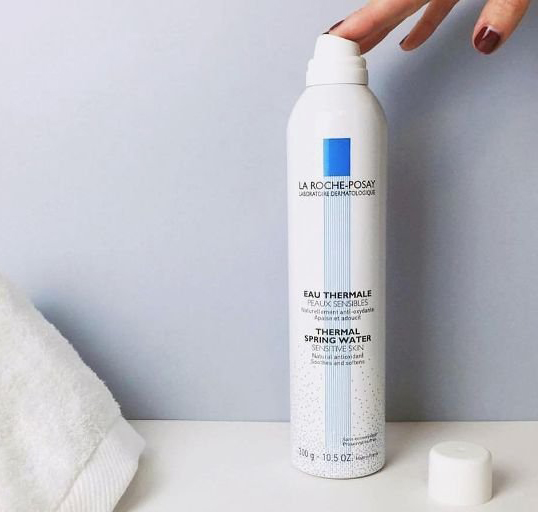 LA ROCHE-POSAY
LABORATOIRE DERMATOLOGIQUE
EAU THERMALE
PEAUX SENSIBLES
Naturellement anti-oxydante
Apaise et adoucit
THERMAL
SPRING WATER
SENSITIVE SKIN
Natural antioxidant
Soothes and softens
300 g - 10.5 OZ.